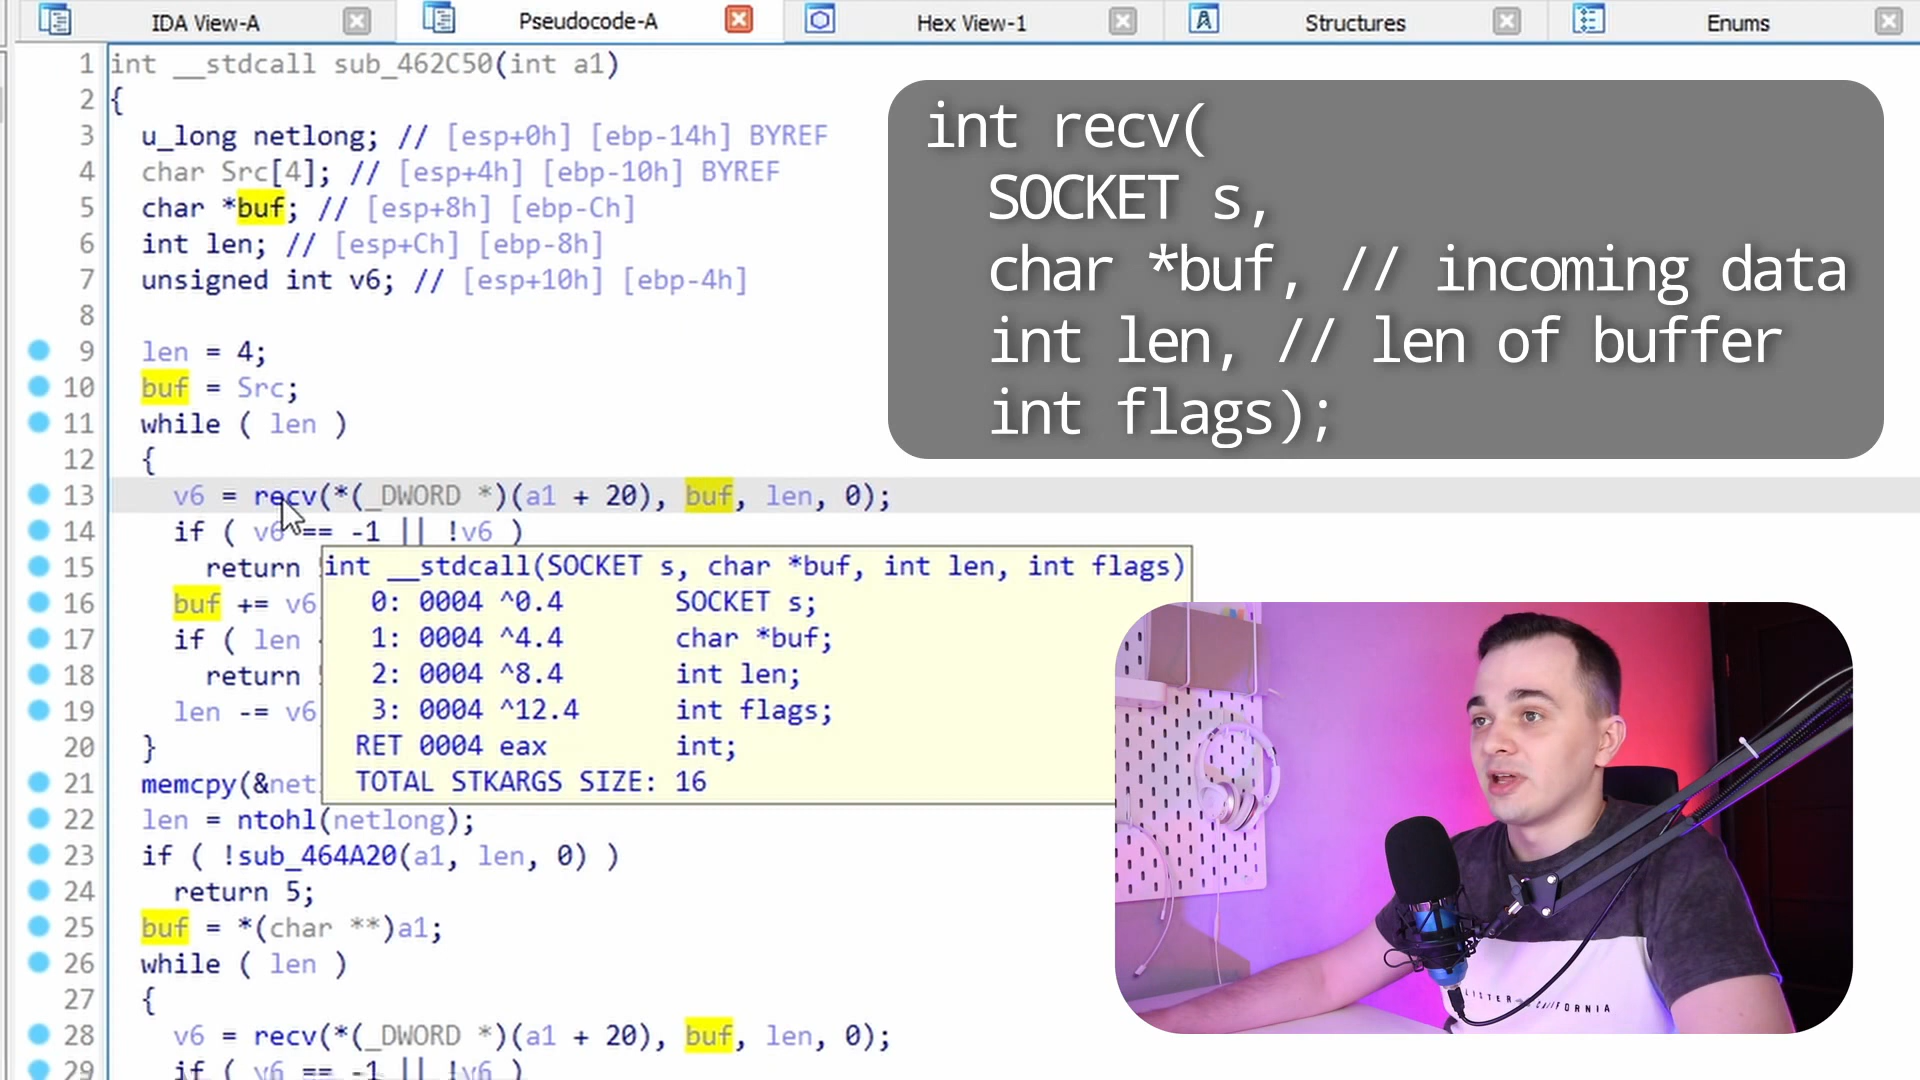 IDA View-A
Pseudocode-A
Hex View-1
Structures
Enums
1 int __stdcall sub_462C50(int a1)
2 {
3 u_long netlong; // [esp+0h] [ebp-14h] BYREF
4 char Src[4]; // [esp+4h] [ebp-10h] BYREF
5 char *buf; // [esp+8h] [ebp-Ch]
6 int len; // [esp+Ch] [ebp-8h]
7 unsigned int v6; // [esp+10h] [ebp-4h]
8
9 len = 4;
10 buf = Src;
11 while ( len )
12 {
13 v6 = recv(*(_DWORD *)(a1 + 20), buf, len, 0);
14 if ( v6 == -1 || !v6 )
15 return
16 buf += v6
17 if ( len
18 return
19 len -= v6
20 }
21 memcpy(&net
22 len = ntohl(netlong);
23 if ( !sub_464A20(a1, len, 0) )
24 return 5;
25 buf = *(char **)a1;
26 while ( len )
27 {
28 v6 = recv(*(_DWORD *)(a1 + 20), buf, len, 0);
29 if ( v6 == -1 || !v6 )
int __stdcall(SOCKET s, char *buf, int len, int flags)
0: 0004 ^0.4 SOCKET s;
1: 0004 ^4.4 char *buf;
2: 0004 ^8.4 int len;
3: 0004 ^12.4 int flags;
RET 0004 eax int;
TOTAL STKARGS SIZE: 16
int recv(
SOCKET s,
char *buf, // incoming data
int len, // len of buffer
int flags);